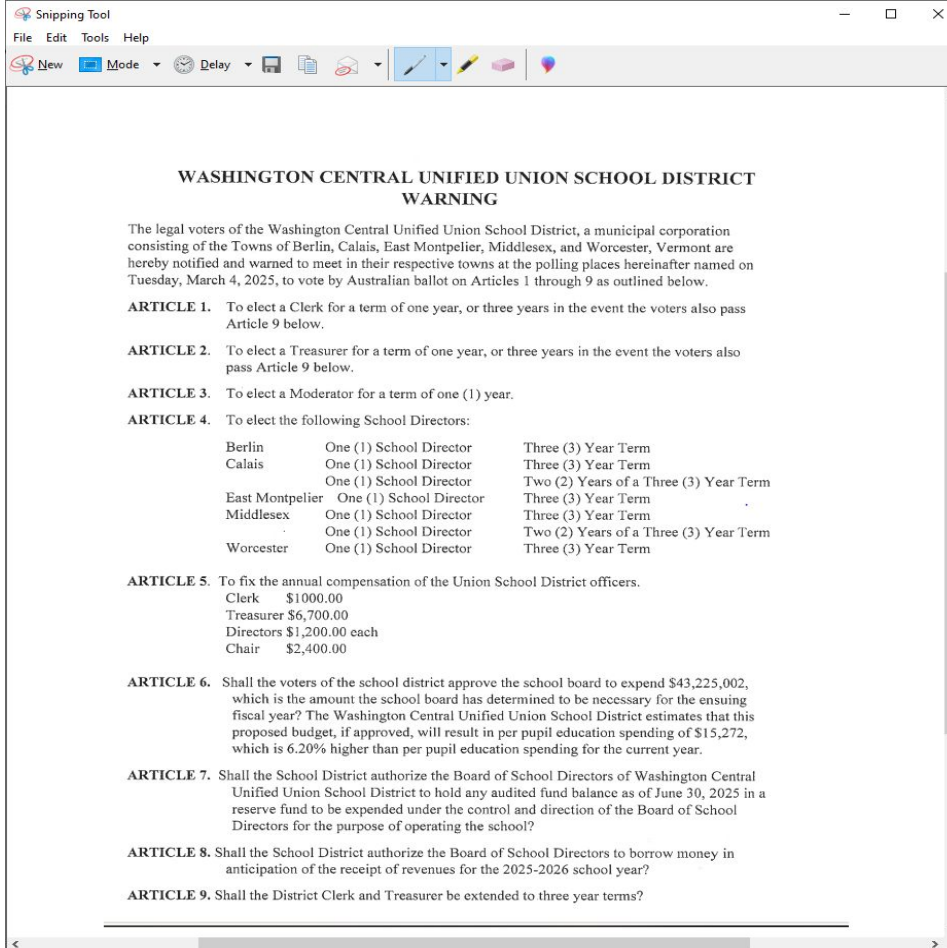 Snipping Tool
File Edit Tools Help
New Mode Delay
WASHINGTON CENTRAL UNIFIED UNION SCHOOL DISTRICT
WARNING
The legal voters of the Washington Central Unified Union School District, a municipal corporation
consisting of the Towns of Berlin, Calais, East Montpelier, Middlesex, and Worcester, Vermont are
hereby notified and warned to meet in their respective towns at the polling places hereinafter named on
Tuesday, March 4, 2025, to vote by Australian ballot on Articles 1 through 9 as outlined below.
ARTICLE 1. To elect a Clerk for a term of one year, or three years in the event the voters also pass
Article 9 below.
ARTICLE 2. To elect a Treasurer for a term of one year, or three years in the event the voters also
pass Article 9 below.
ARTICLE 3. To elect a Moderator for a term of one (1) year.
ARTICLE 4. To elect the following School Directors:
Berlin One (1) School Director Three (3) Year Term
Calais One (1) School Director Three (3) Year Term
One (1) School Director Two (2) Years of a Three (3) Year Term
East Montpelier One (1) School Director Three (3) Year Term
Middlesex One (1) School Director Three (3) Year Term
One (1) School Director Two (2) Years of a Three (3) Year Term
Worcester One (1) School Director Three (3) Year Term
ARTICLE 5. To fix the annual compensation of the Union School District officers.
Clerk $1000.00
Treasurer $6,700.00
Directors $1,200.00 each
Chair $2,400.00
ARTICLE 6. Shall the voters of the school district approve the school board to expend $43,225,002,
which is the amount the school board has determined to be necessary for the ensuing
fiscal year? The Washington Central Unified Union School District estimates that this
proposed budget, if approved, will result in per pupil education spending of $15,272,
which is 6.20% higher than per pupil education spending for the current year.
ARTICLE 7. Shall the School District authorize the Board of School Directors of Washington Central
Unified Union School District to hold any audited fund balance as of June 30, 2025 in a
reserve fund to be expended under the control and direction of the Board of School
Directors for the purpose of operating the school?
ARTICLE 8. Shall the School District authorize the Board of School Directors to borrow money in
anticipation of the receipt of revenues for the 2025-2026 school year?
ARTICLE 9. Shall the District Clerk and Treasurer be extended to three year terms?